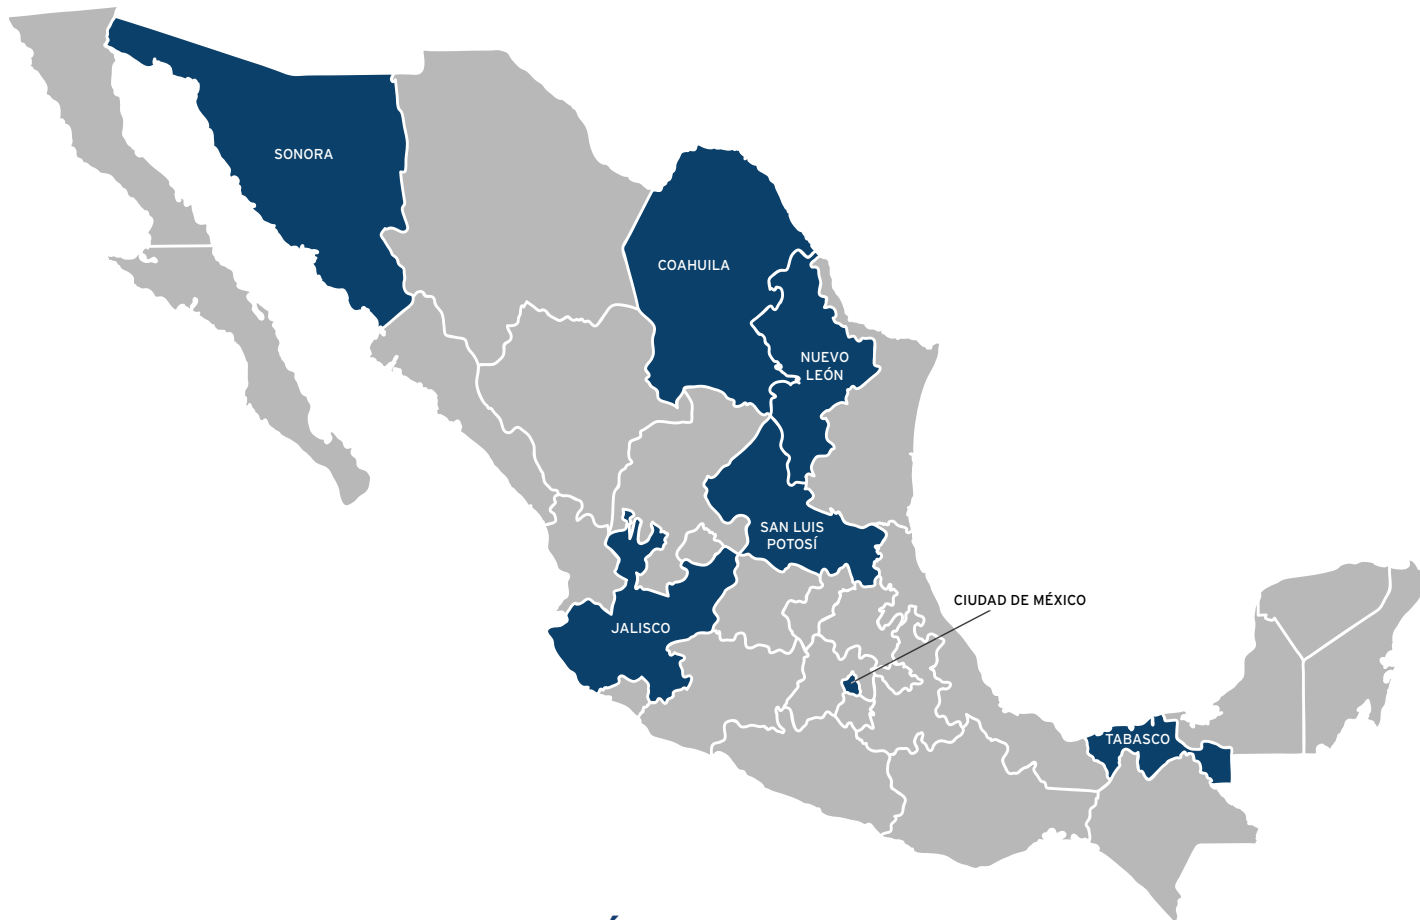 SONORA
COAHUILA
NUEVO
LEÓN
SAN LUIS
POTOSÍ
CIUDAD DE MÉXICO
JALISCO
TABASCO